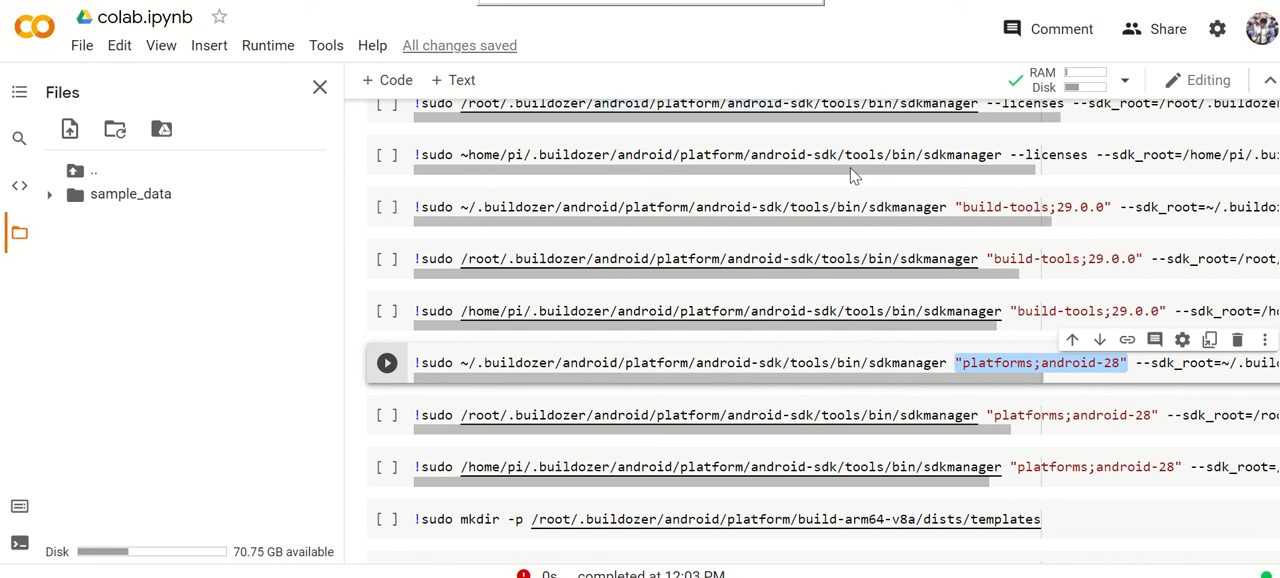 colab.ipynb
File Edit View Insert Runtime Tools Help All changes saved
Comment Share
Files
+ Code + Text
RAM
Disk
Editing
..
sample_data
[ ] !sudo /root/.buildozer/android/platform/android-sdk/tools/bin/sdkmanager --licenses --sdk_root=/root/.buildozer
[ ] !sudo ~home/pi/.buildozer/android/platform/android-sdk/tools/bin/sdkmanager --licenses --sdk_root=/home/pi/.bu
[ ] !sudo ~/.buildozer/android/platform/android-sdk/tools/bin/sdkmanager "build-tools;29.0.0" --sdk_root=~/.buildo
[ ] !sudo /root/.buildozer/android/platform/android-sdk/tools/bin/sdkmanager "build-tools;29.0.0" --sdk_root=/root
[ ] !sudo /home/pi/.buildozer/android/platform/android-sdk/tools/bin/sdkmanager "build-tools;29.0.0" --sdk_root=/h
!sudo ~/.buildozer/android/platform/android-sdk/tools/bin/sdkmanager "platforms;android-28" --sdk_root=~/.buil
[ ] !sudo /root/.buildozer/android/platform/android-sdk/tools/bin/sdkmanager "platforms;android-28" --sdk_root=/ro
[ ] !sudo /home/pi/.buildozer/android/platform/android-sdk/tools/bin/sdkmanager "platforms;android-28" --sdk_root=
[ ] !sudo mkdir -p /root/.buildozer/android/platform/build-arm64-v8a/dists/templates
Disk 70.75 GB available
0s completed at 12:03 PM